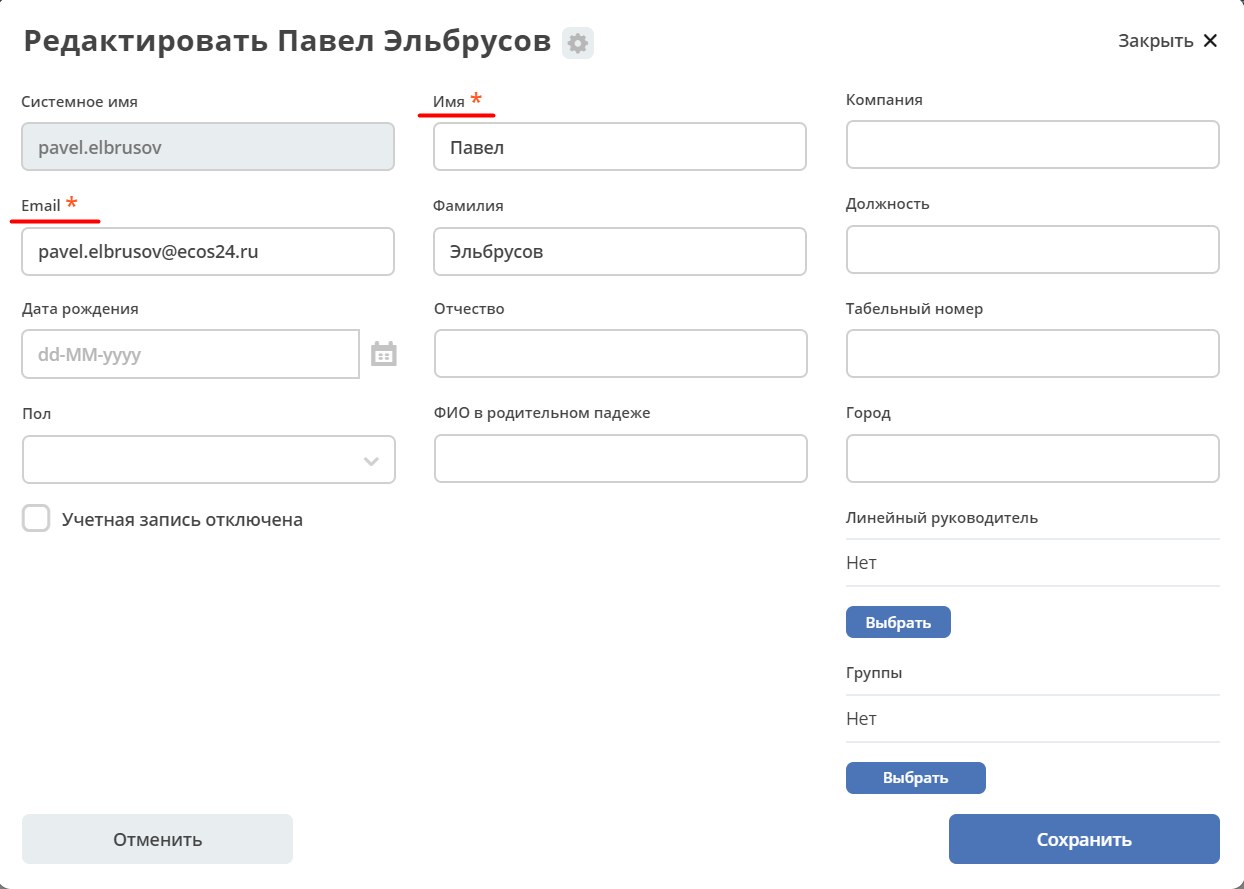 Редактировать Павел Эльбрусов
Закрыть
Системное имя
pavel.elbrusov
Имя *
Павел
Компания
Email *
pavel.elbrusov@ecos24.ru
Фамилия
Эльбрусов
Должность
Дата рождения
dd-MM-yyyy
Отчество
Табельный номер
Пол
ФИО в родительном падеже
Город
Учетная запись отключена
Линейный руководитель
Нет
Выбрать
Группы
Нет
Выбрать
Отменить
Сохранить